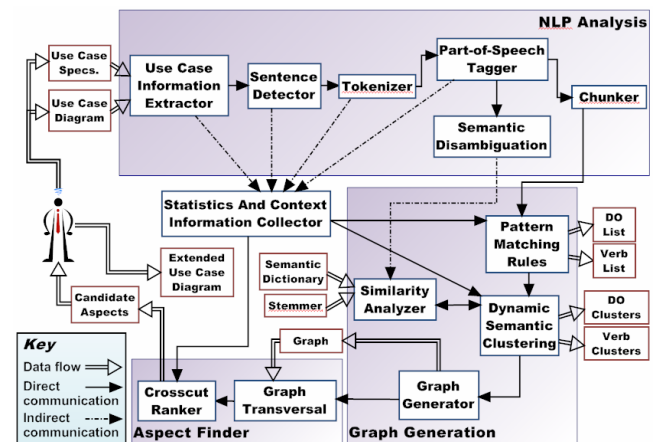 NLP Analysis
Use Case
Specs.
Use Case
Diagram
Use Case
Information
Extractor
Sentence
Detector
Tokenizer
Part-of-Speech
Tagger
Chunker
Semantic
Disambiguation
Statistics And Context
Information Collector
Pattern
Matching
Rules
DO
List
Verb
List
Extended
Use Case
Diagram
Semantic
Dictionary
Stemmer
Similarity
Analyzer
Dynamic
Semantic
Clustering
DO
Clusters
Verb
Clusters
Candidate
Aspects
Graph
Key
Data flow
Direct
communication
Indirect
communication
Crosscut
Ranker
Graph
Transversal
Graph
Generator
Aspect Finder
Graph Generation